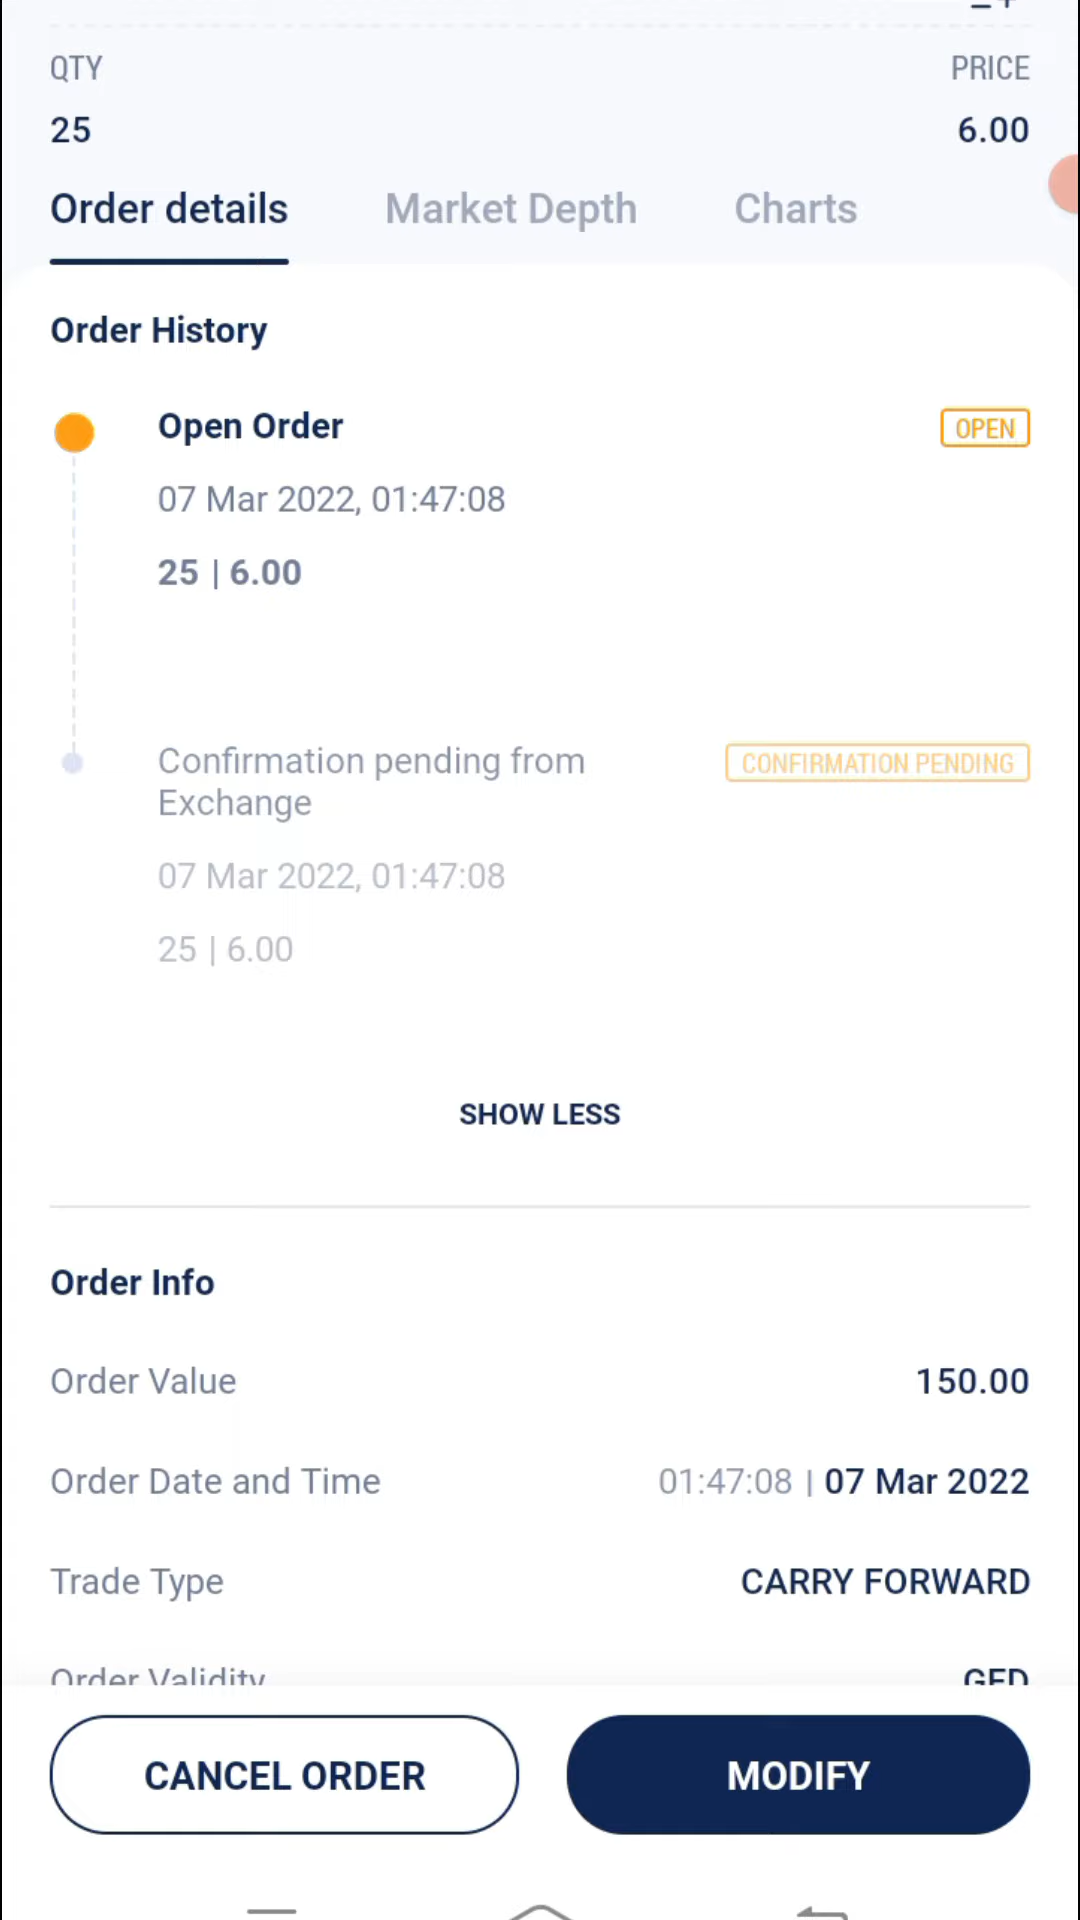 QTY PRICE
25 6.00
Order details Market Depth Charts
Order History
Open Order OPEN
07 Mar 2022, 01:47:08
25 | 6.00
Confirmation pending from CONFIRMATION PENDING
Exchange
07 Mar 2022, 01:47:08
25 | 6.00
SHOW LESS
Order Info
Order Value 150.00
Order Date and Time 01:47:08 | 07 Mar 2022
Trade Type CARRY FORWARD
Order Validity
CANCEL ORDER MODIFY